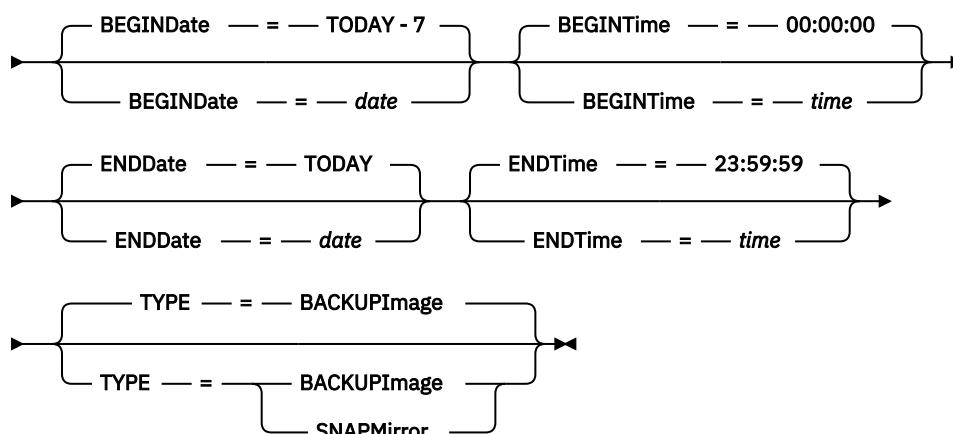 BEGINDate = TODAY - 7 BEGINTime = 00:00:00
BEGINDate = date BEGINTime = time
ENDDate = TODAY ENDTime = 23:59:59
ENDDate = date ENDTime = time
TYPE = BACKUPImage
TYPE = BACKUPImage
SNAPMirror